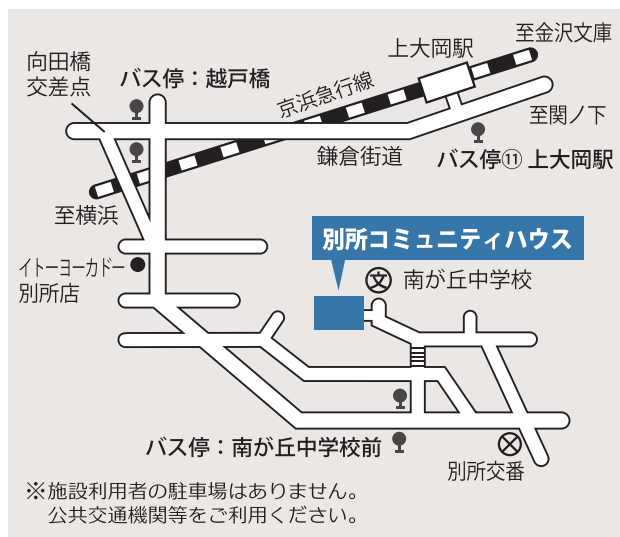 至金沢文庫
上大岡駅
向田橋
交差点
バス停：越戸橋
京浜急行線
至関ノ下
鎌倉街道
バス停⑪ 上大岡駅
至横浜
別所コミュニティハウス
イトーヨーカドー
別所店
文
南が丘中学校
バス停：南が丘中学校前
別所交番
※施設利用者の駐車場はありません。
公共交通機関等をご利用ください。